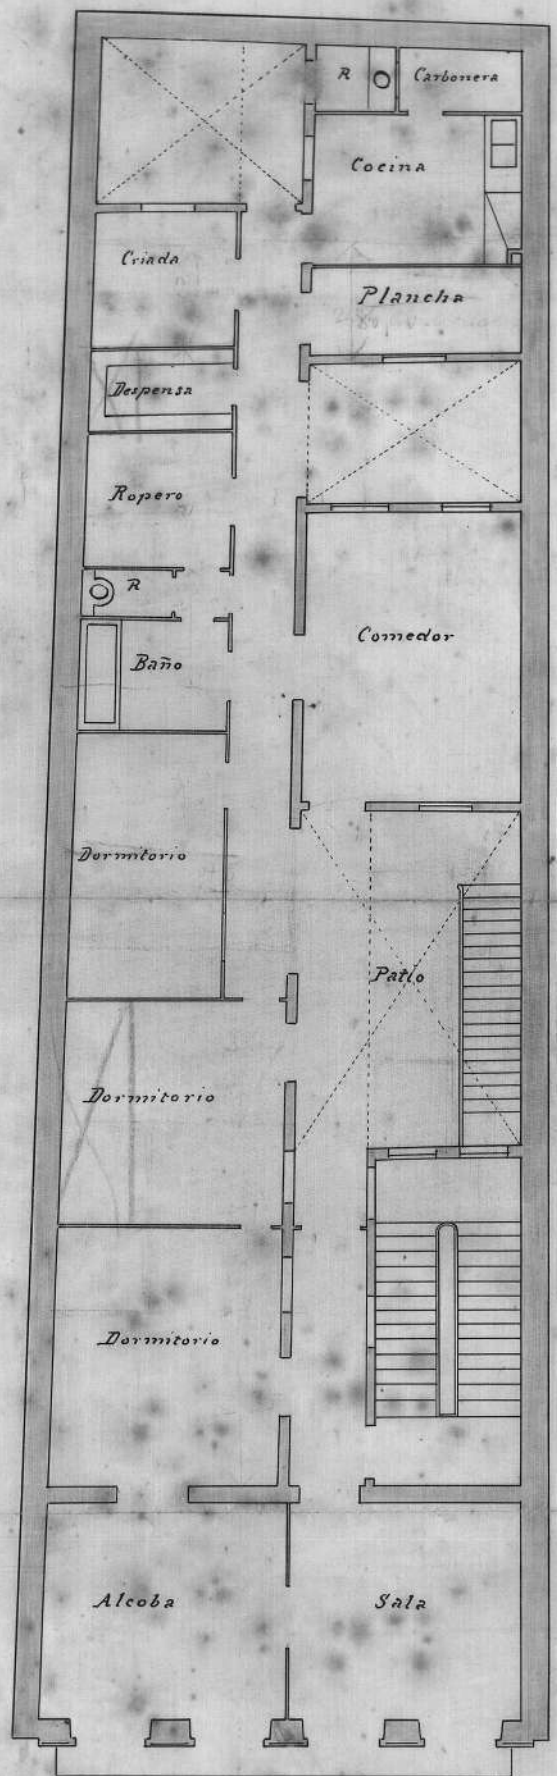 R
Carbonera
Cocina
Criada
Plancha
Despensa
Ropero
R
Baño
Comedor
Dormitorio
Patio
Dormitorio
Dormitorio
Alcoba
Sala